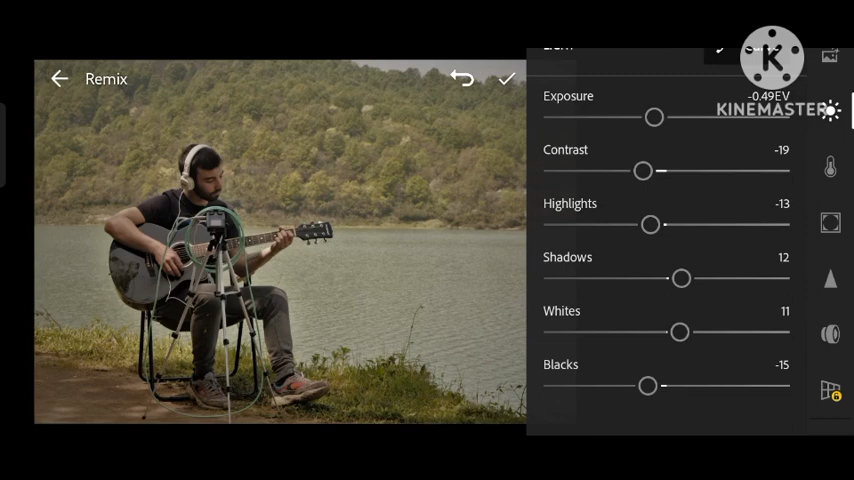 Remix
Exposure -0.49EV
KINEMASTER
Contrast -19
Highlights -13
Shadows 12
Whites 11
Blacks -15